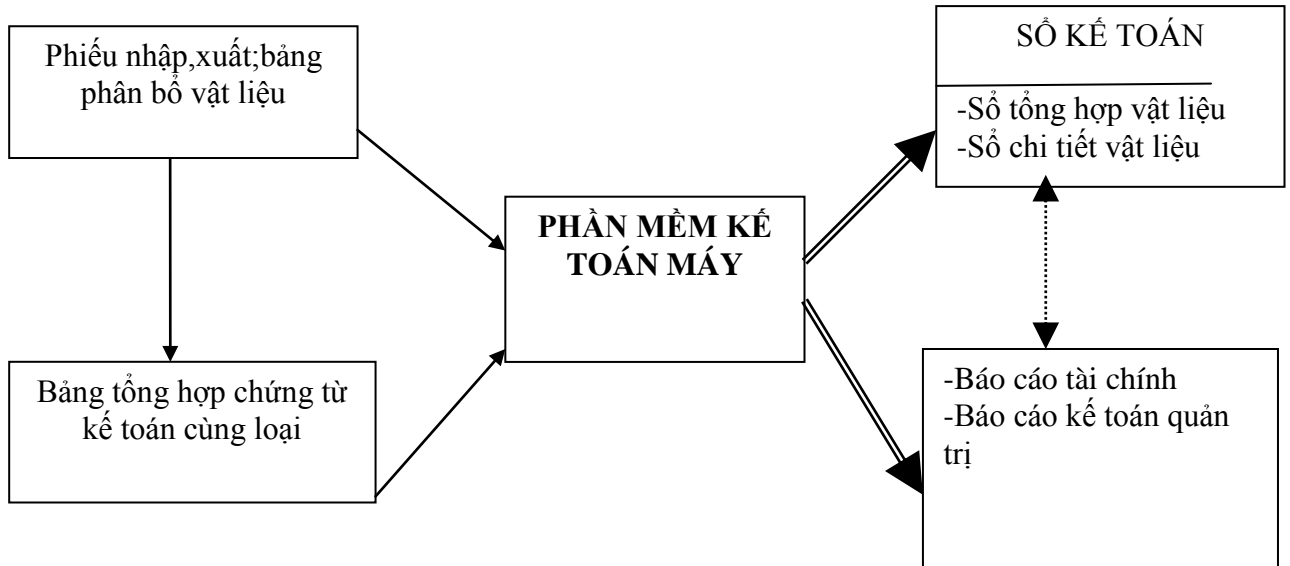 Phiếu nhập,xuất;bảng
phân bổ vật liệu
Bảng tổng hợp chứng từ
kế toán cùng loại
PHẦN MỀM KẾ
TOÁN MÁY
SỔ KẾ TOÁN
-Sổ tổng hợp vật liệu
-Sổ chi tiết vật liệu
-Báo cáo tài chính
-Báo cáo kế toán quản
trị